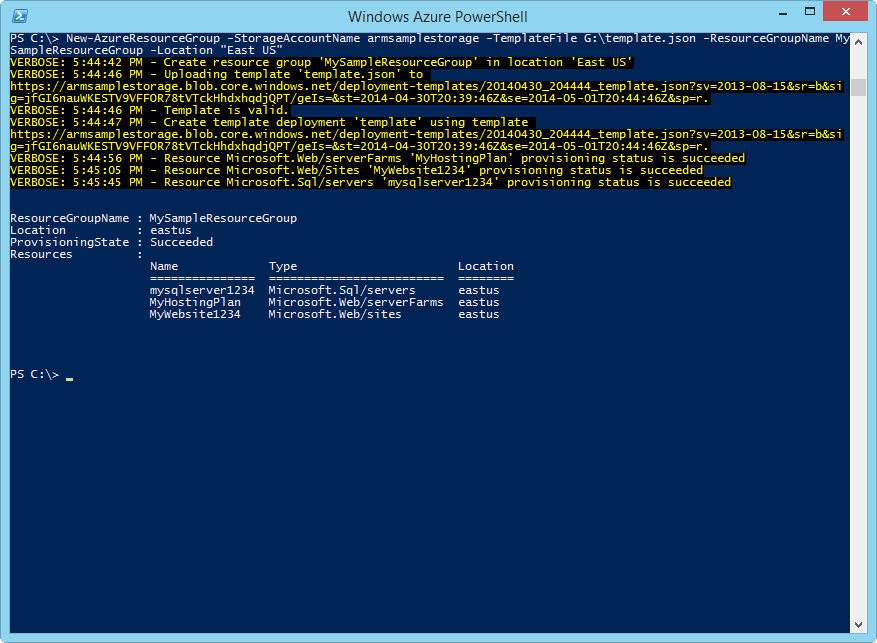 Windows Azure PowerShell
PS C:\> New-AzureResourceGroup -StorageAccountName armsamplestorage -TemplateFile G:\template.json -ResourceGroupName My
SampleResourceGroup -Location "East US"
VERBOSE: 5:44:42 PM - Create resource group 'MySampleResourceGroup' in location 'East US'
VERBOSE: 5:44:46 PM - Uploading template 'template.json' to
https://armsamplestorage.blob.core.windows.net/deployment-templates/20140430_204444_template.json?sv=2013-08-15&sr=b&si
g=jfGI6nauWKESTV9VFFOR78tVTckHhdxhqdjQPT/geIs=&st=2014-04-30T20:39:46Z&se=2014-05-01T20:44:46Z&sp=r.
VERBOSE: 5:44:46 PM - Template is valid.
VERBOSE: 5:44:47 PM - Create template deployment 'template' using template
https://armsamplestorage.blob.core.windows.net/deployment-templates/20140430_204444_template.json?sv=2013-08-15&sr=b&si
g=jfGI6nauWKESTV9VFFOR78tVTckHhdxhqdjQPT/geIs=&st=2014-04-30T20:39:46Z&se=2014-05-01T20:44:46Z&sp=r.
VERBOSE: 5:44:56 PM - Resource Microsoft.Web/serverFarms 'MyHostingPlan' provisioning status is succeeded
VERBOSE: 5:45:05 PM - Resource Microsoft.Web/Sites 'MyWebsite1234' provisioning status is succeeded
VERBOSE: 5:45:45 PM - Resource Microsoft.Sql/servers 'mysqlserver1234' provisioning status is succeeded
ResourceGroupName : MySampleResourceGroup
Location          : eastus
ProvisioningState : Succeeded
Resources         :
                    Name             Type                       Location
                    ===============  =========================  ========
                    mysqlserver1234  Microsoft.Sql/servers      eastus
                    MyHostingPlan    Microsoft.Web/serverFarms  eastus
                    MyWebsite1234    Microsoft.Web/sites        eastus
PS C:\> _